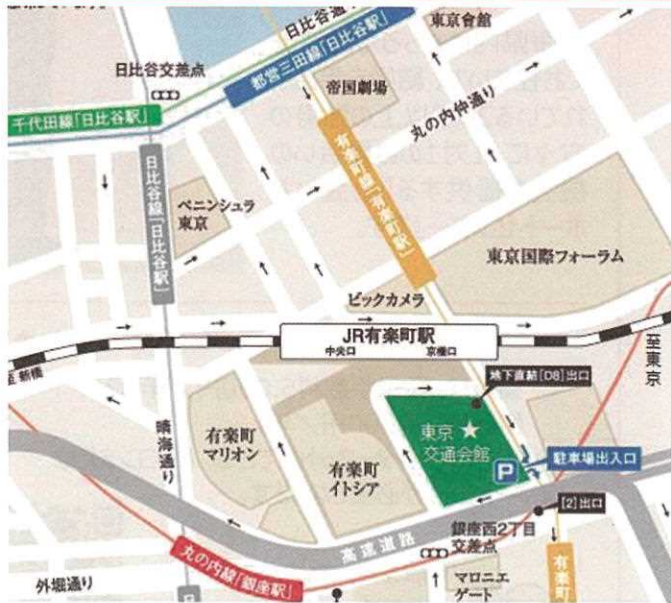 日比谷通り
東京會館
日比谷交差点
都営三田線「日比谷駅」
帝国劇場
千代田線「日比谷駅」
丸の内仲通り
有楽町線「有楽町駅」
日比谷線「日比谷駅」
ペニンシュラ
東京
東京国際フォーラム
ビックカメラ
JR有楽町駅
中央口
京橋口
至東京
至新橋
地下直結[D8]出口
晴海通り
有楽町
マリオン
有楽町
イトシア
東京
交通会館
P
駐車場出入口
[2]出口
高速道路
銀座西2丁目
交差点
丸の内線「銀座駅」
外堀通り
マロニエ
ゲート
有楽町